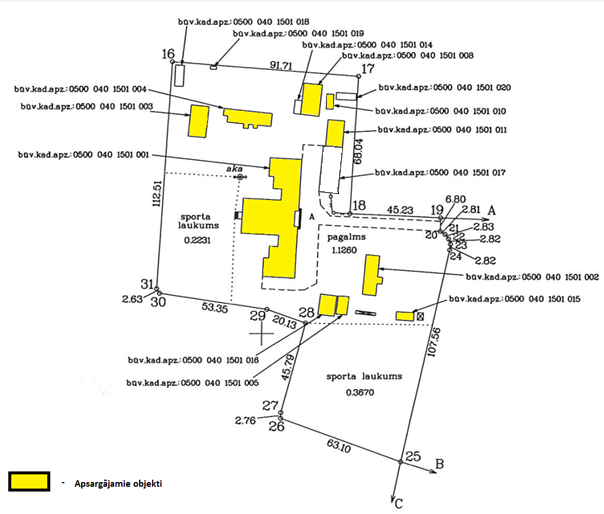 būv.kad.apz.:0500 040 1501 018
būv.kad.apz.:0500 040 1501 019
būv.kad.apz.:0500 040 1501 014
būv.kad.apz.:0500 040 1501 008
16
91.71
17
būv.kad.apz.:0500 040 1501 004
būv.kad.apz.:0500 040 1501 020
būv.kad.apz.:0500 040 1501 003
būv.kad.apz.:0500 040 1501 010
būv.kad.apz.:0500 040 1501 011
68.04
būv.kad.apz.:0500 040 1501 001
būv.kad.apz.:0500 040 1501 017
aka
112.51
18
45.23
19
6.80
2.81
A
sporta
laukums
0.2231
A
pagalms
1.1260
20
21
2.83
22
2.82
23
24
2.82
būv.kad.apz.:0500 040 1501 002
31
2.63
30
53.35
29
20.13
28
būv.kad.apz.:0500 040 1501 015
107.56
būv.kad.apz.:0500 040 1501 016
būv.kad.apz.:0500 040 1501 005
45.79
sporta laukums
0.3670
27
2.76
26
63.10
25
B
C
- Apsargājamie objekti